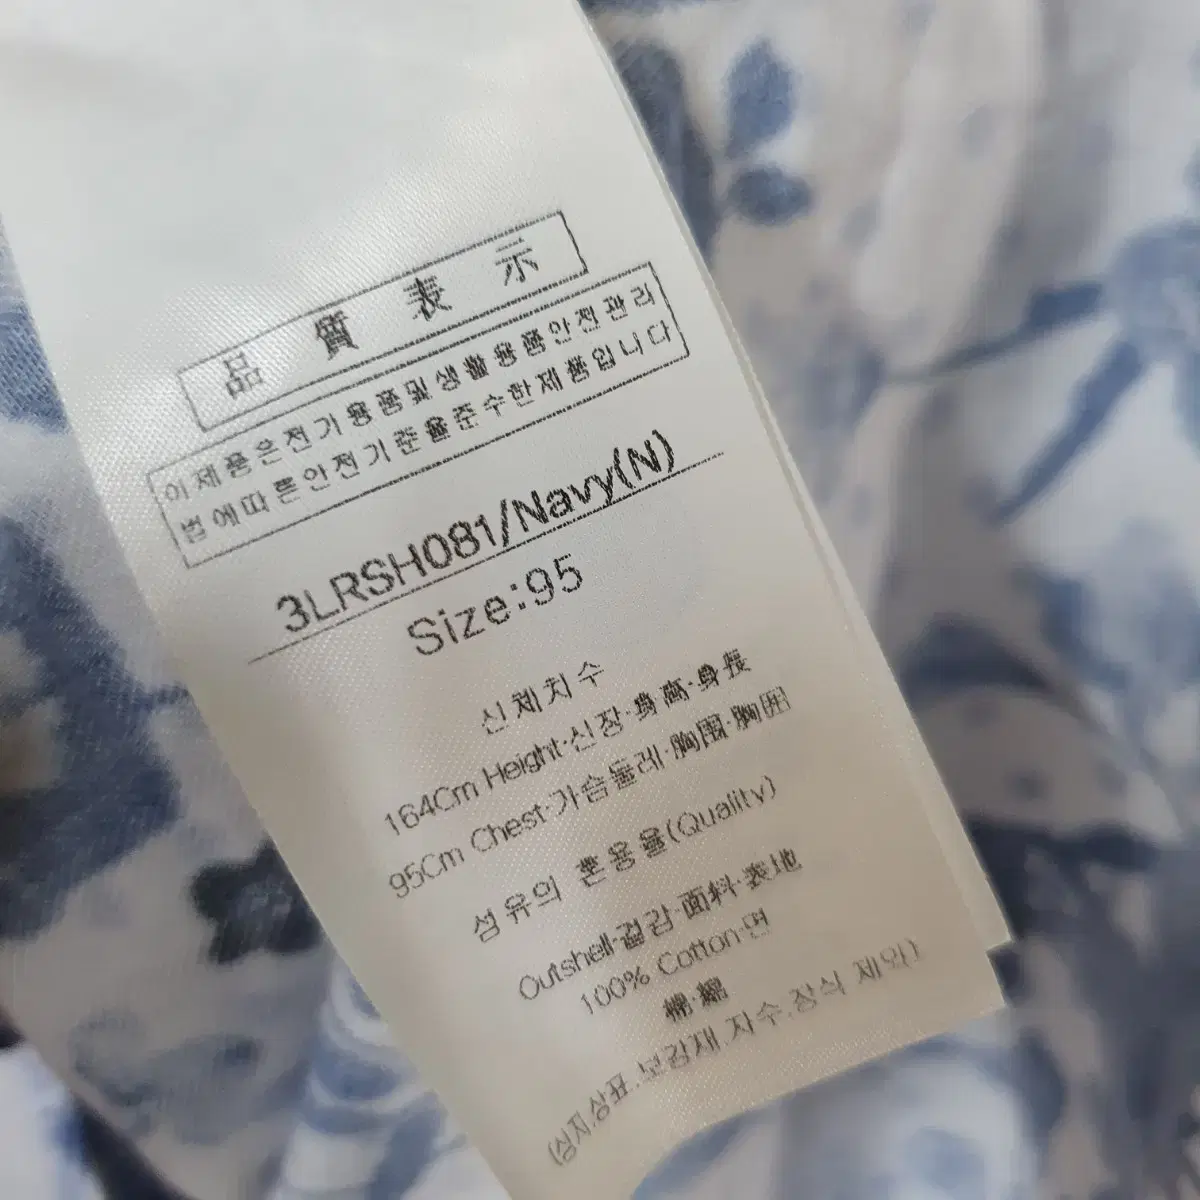 品 質 表 示
이제품은전기용품및생활용품안전관리
법에따른안전기준을준수한제품입니다
3LRSH081/Navy(N)
Size:95
신체치수
164Cm Height·신장·身高·身長
95Cm Chest·가슴둘레·胸围·胸囲
섬유의 혼용율(Quality)
Outshell·겉감·面料·表地
100% Cotton·면
棉·綿
(심지,상표,보강재,자수,장식 제외)